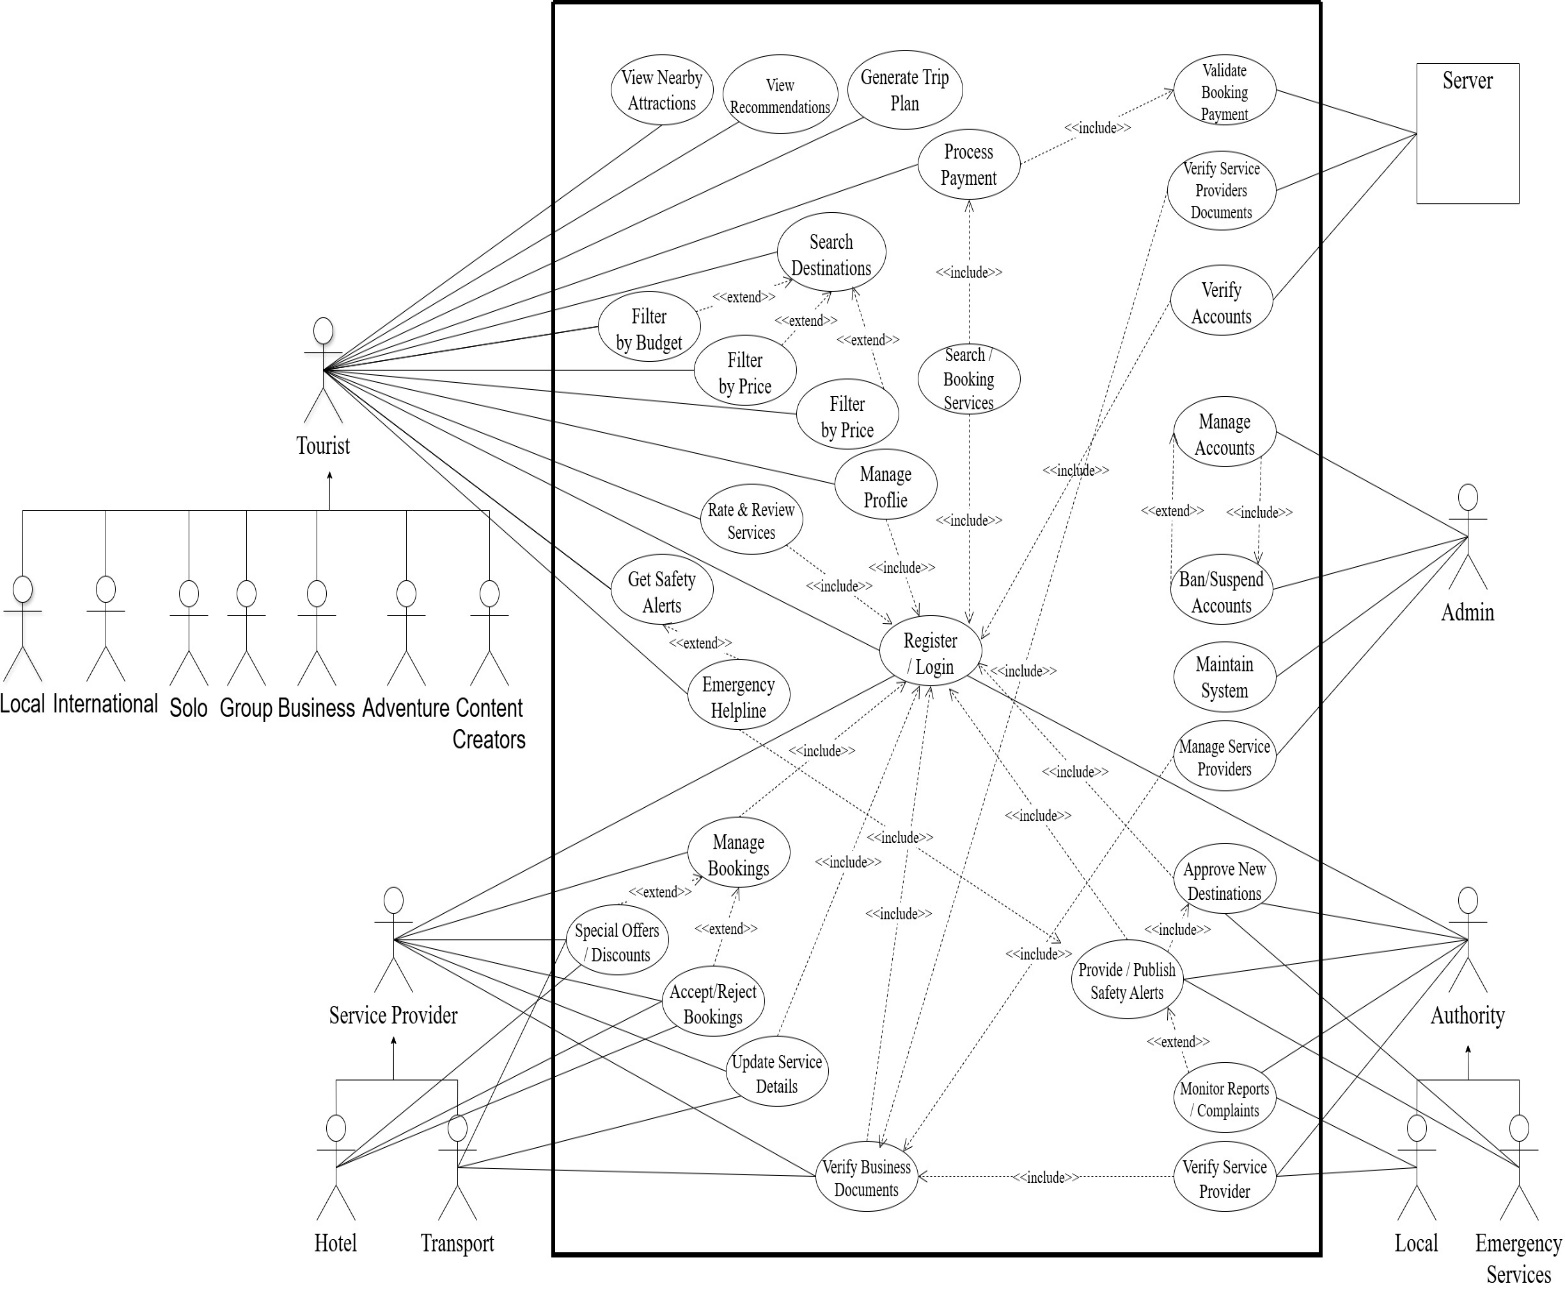 View Nearby
Attractions
View
Recommendations
Generate Trip
Plan
Validate
Booking
Payment
Server
<<include>>
Process
Payment
Verify Service
Providers
Documents
Search
Destinations
<<include>>
<<extend>>
Verify
Accounts
Filter
by Budget
<<extend>>
<<extend>>
Filter
by Price
Search /
Booking
Services
Filter
by Price
Manage
Accounts
Tourist
<<include>>
Manage
Proflie
Rate & Review
Services
<<include>>
<<extend>>
<<include>>
<<include>>
<<include>>
Get Safety
Alerts
Ban/Suspend
Accounts
Admin
<<extend>>
Register
/ Login
<<include>>
Maintain
System
Emergency
Helpline
Local
International
Solo
Group
Business
Adventure
Content
Creators
<<include>>
Manage Service
Providers
<<include>>
<<include>>
<<include>>
Manage
Bookings
<<include>>
Approve New
Destinations
<<extend>>
<<include>>
Special Offers
/ Discounts
<<extend>>
<<include>>
<<include>>
Provide / Publish
Safety Alerts
Accept/Reject
Bookings
Service Provider
Authority
<<extend>>
Update Service
Details
Monitor Reports
/ Complaints
Verify Business
Documents
<<include>>
Verify Service
Provider
Hotel
Transport
Local
Emergency
Services